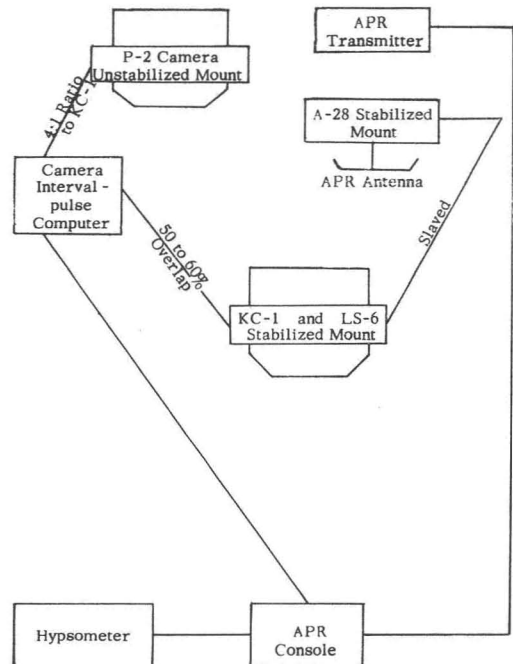 P-2 Camera
Unstabilized Mount
APR
Transmitter
4:1 Ratio
to KC-1
A-28 Stabilized
Mount
APR Antenna
Camera
Interval -
pulse
Computer
50 to 60%
Overlap
Slaved
KC-1 and LS-6
Stabilized Mount
Hypsometer
APR
Console